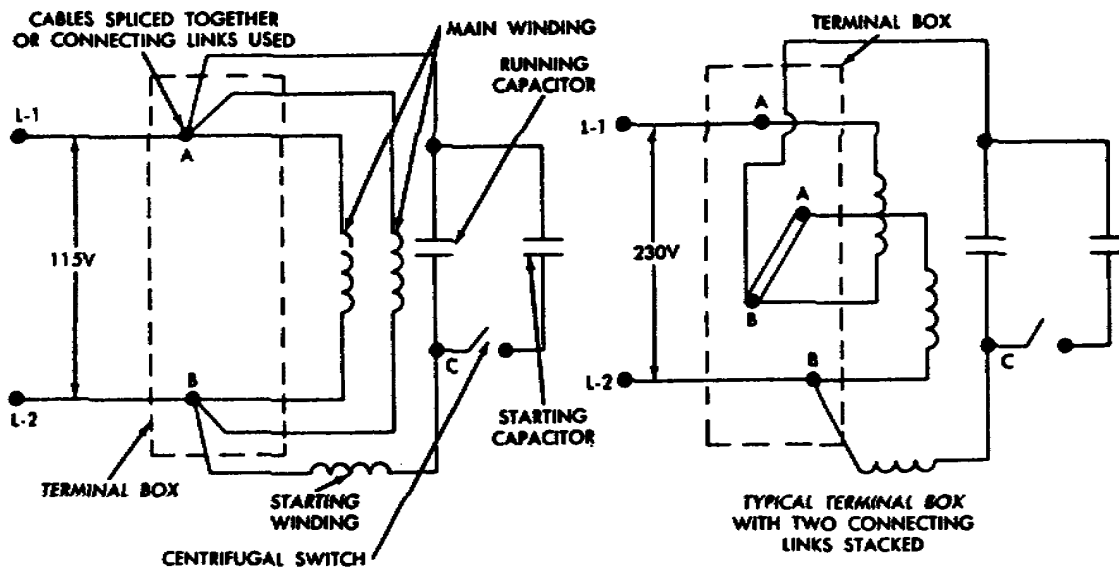 CABLES SPLICED TOGETHER
OR CONNECTING LINKS USED
MAIN WINDING
RUNNING
CAPACITOR
L-1
A
115V
B
L-2
C
STARTING
CAPACITOR
TERMINAL BOX
STARTING
WINDING
CENTRIFUGAL SWITCH
TERMINAL BOX
L-1
A
A
230V
B
B
L-2
C
TYPICAL TERMINAL BOX
WITH TWO CONNECTING
LINKS STACKED